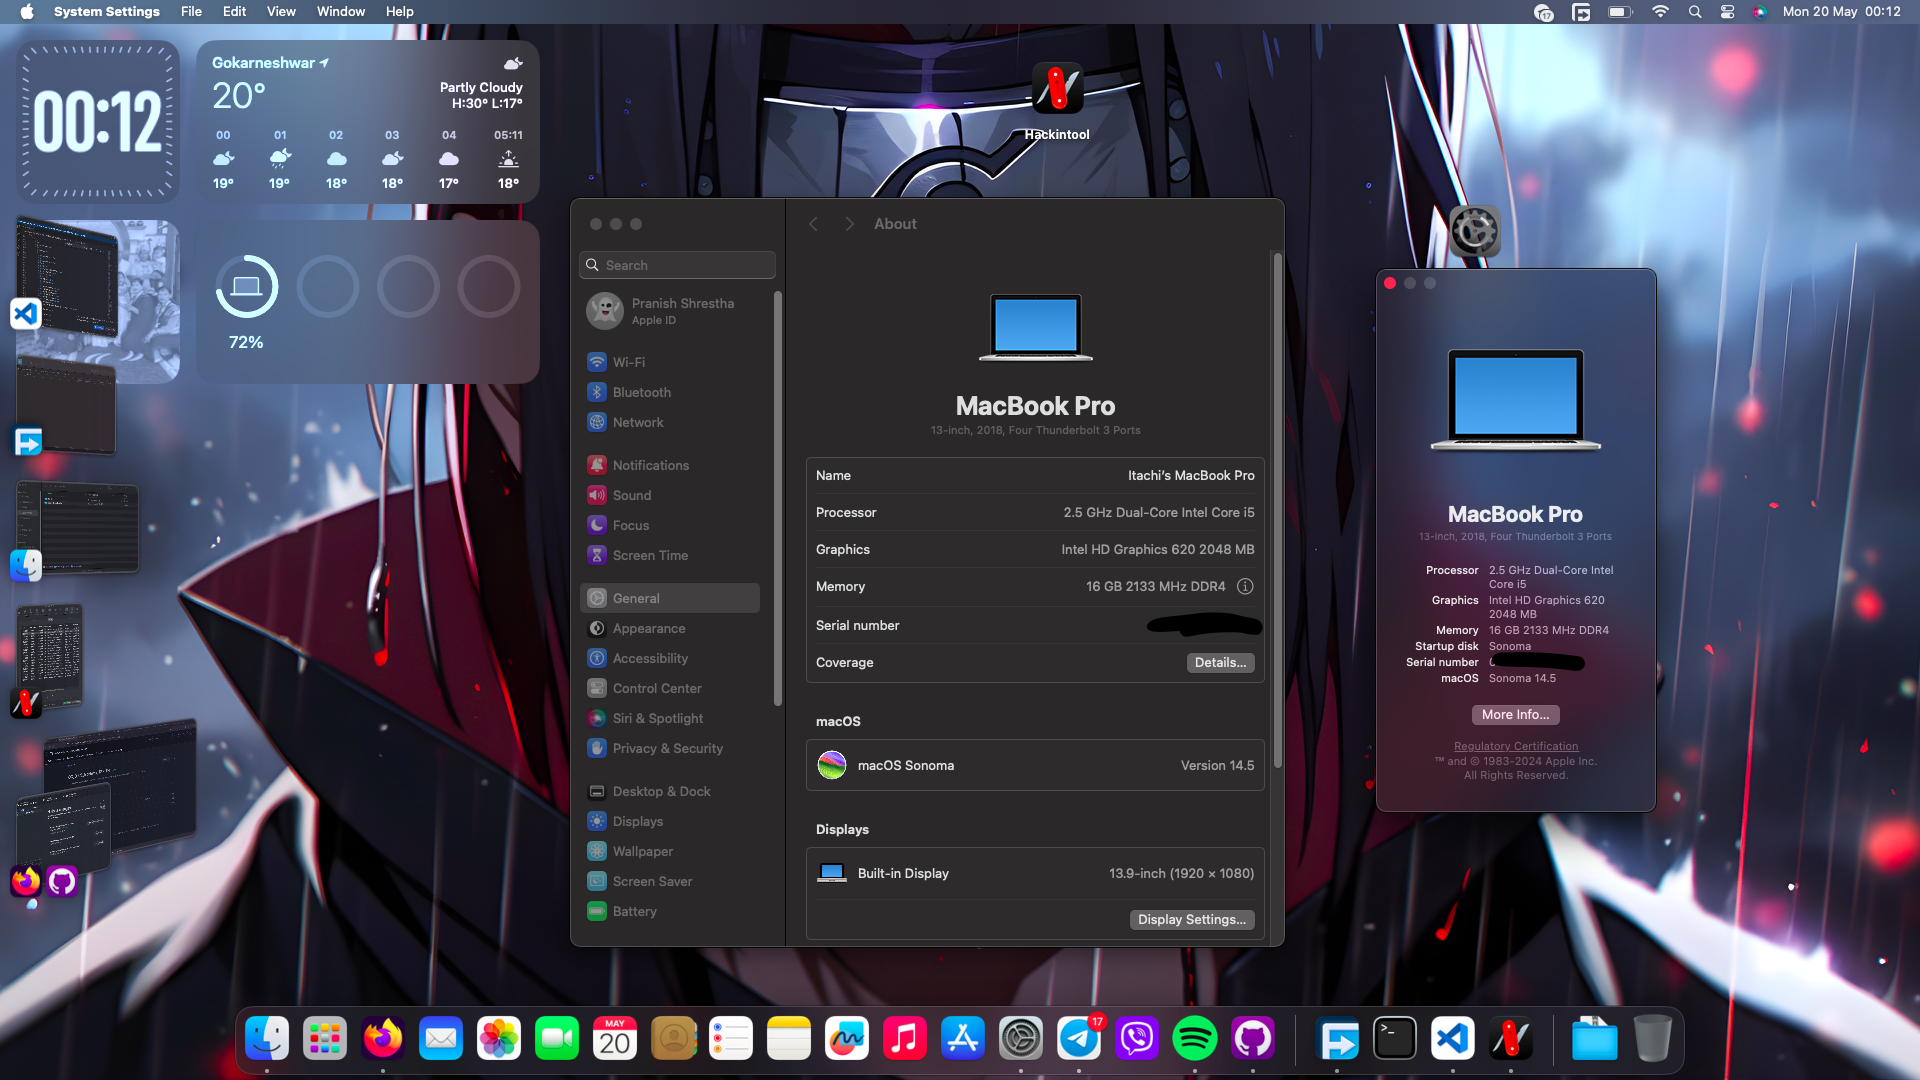 System Settings File Edit View Window Help
17
Mon 20 May 00:12
00:12
Gokarneshwar
20°
Partly Cloudy
H:30° L:17°
00 01 02 03 04 05:11
19° 19° 18° 18° 17° 18°
72%
Hackintool
Search
Pranish Shrestha
Apple ID
Wi-Fi
Bluetooth
Network
Notifications
Sound
Focus
Screen Time
General
Appearance
Accessibility
Control Center
Siri & Spotlight
Privacy & Security
Desktop & Dock
Displays
Wallpaper
Screen Saver
Battery
About
MacBook Pro
13-inch, 2018, Four Thunderbolt 3 Ports
Name Itachi's MacBook Pro
Processor 2.5 GHz Dual-Core Intel Core i5
Graphics Intel HD Graphics 620 2048 MB
Memory 16 GB 2133 MHz DDR4
Serial number
Coverage Details...
macOS
macOS Sonoma Version 14.5
Displays
Built-in Display 13.9-inch (1920 × 1080)
Display Settings...
MacBook Pro
13-inch, 2018, Four Thunderbolt 3 Ports
Processor 2.5 GHz Dual-Core Intel
Core i5
Graphics Intel HD Graphics 620
2048 MB
Memory 16 GB 2133 MHz DDR4
Startup disk Sonoma
Serial number
macOS Sonoma 14.5
More Info...
Regulatory Certification
™ and © 1983-2024 Apple Inc.
All Rights Reserved.
MAY
20
17